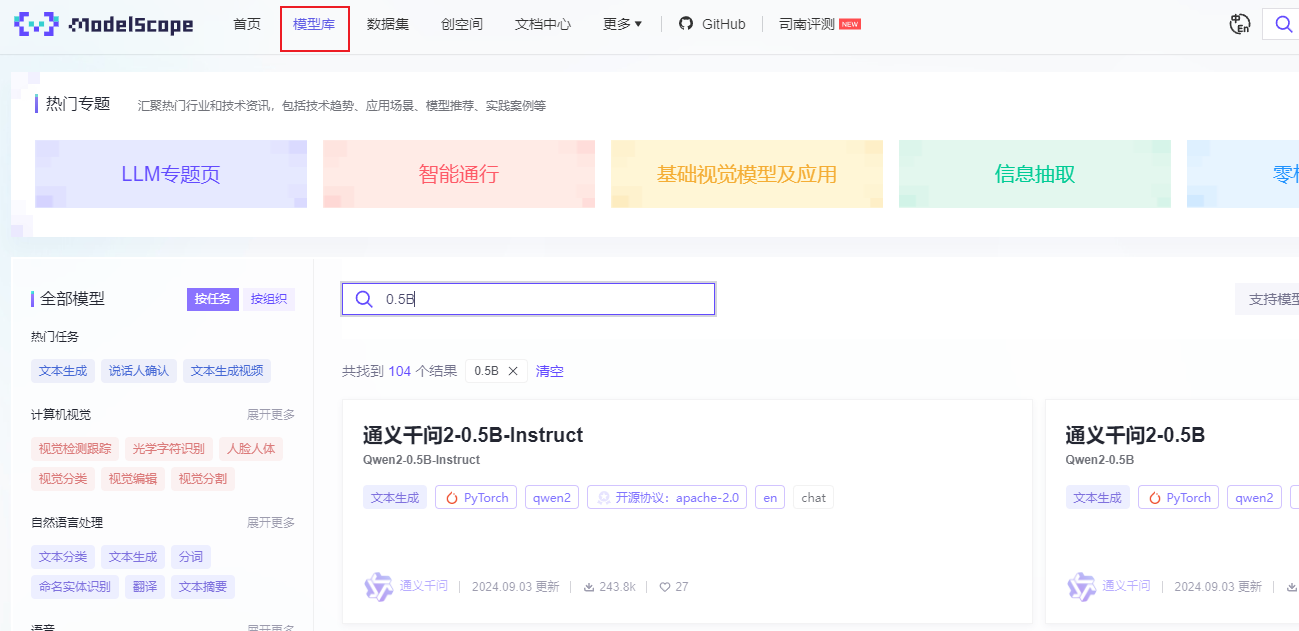 ModelScope 首页 模型库 数据集 创空间 文档中心 更多 GitHub 司南评测 NEW 中 En
热门专题 汇聚热门行业和技术资讯，包括技术趋势、应用场景、模型推荐、实践案例等
LLM专题页 智能通行 基础视觉模型及应用 信息抽取 零
全部模型 按任务 按组织
0.5B
支持模型
热门任务
文本生成 说话人确认 文本生成视频
共找到 104 个结果 0.5B 清空
计算机视觉 展开更多
视觉检测跟踪 光学字符识别 人脸人体
视觉分类 视觉编辑 视觉分割
自然语言处理 展开更多
文本分类 文本生成 分词
命名实体识别 翻译 文本摘要
语音 展开更多
通义千问2-0.5B-Instruct
Qwen2-0.5B-Instruct
文本生成 PyTorch qwen2 开源协议：apache-2.0 en chat
通义千问 2024.09.03 更新 243.8k 27
通义千问2-0.5B
Qwen2-0.5B
文本生成 PyTorch qwen2
通义千问 2024.09.03 更新